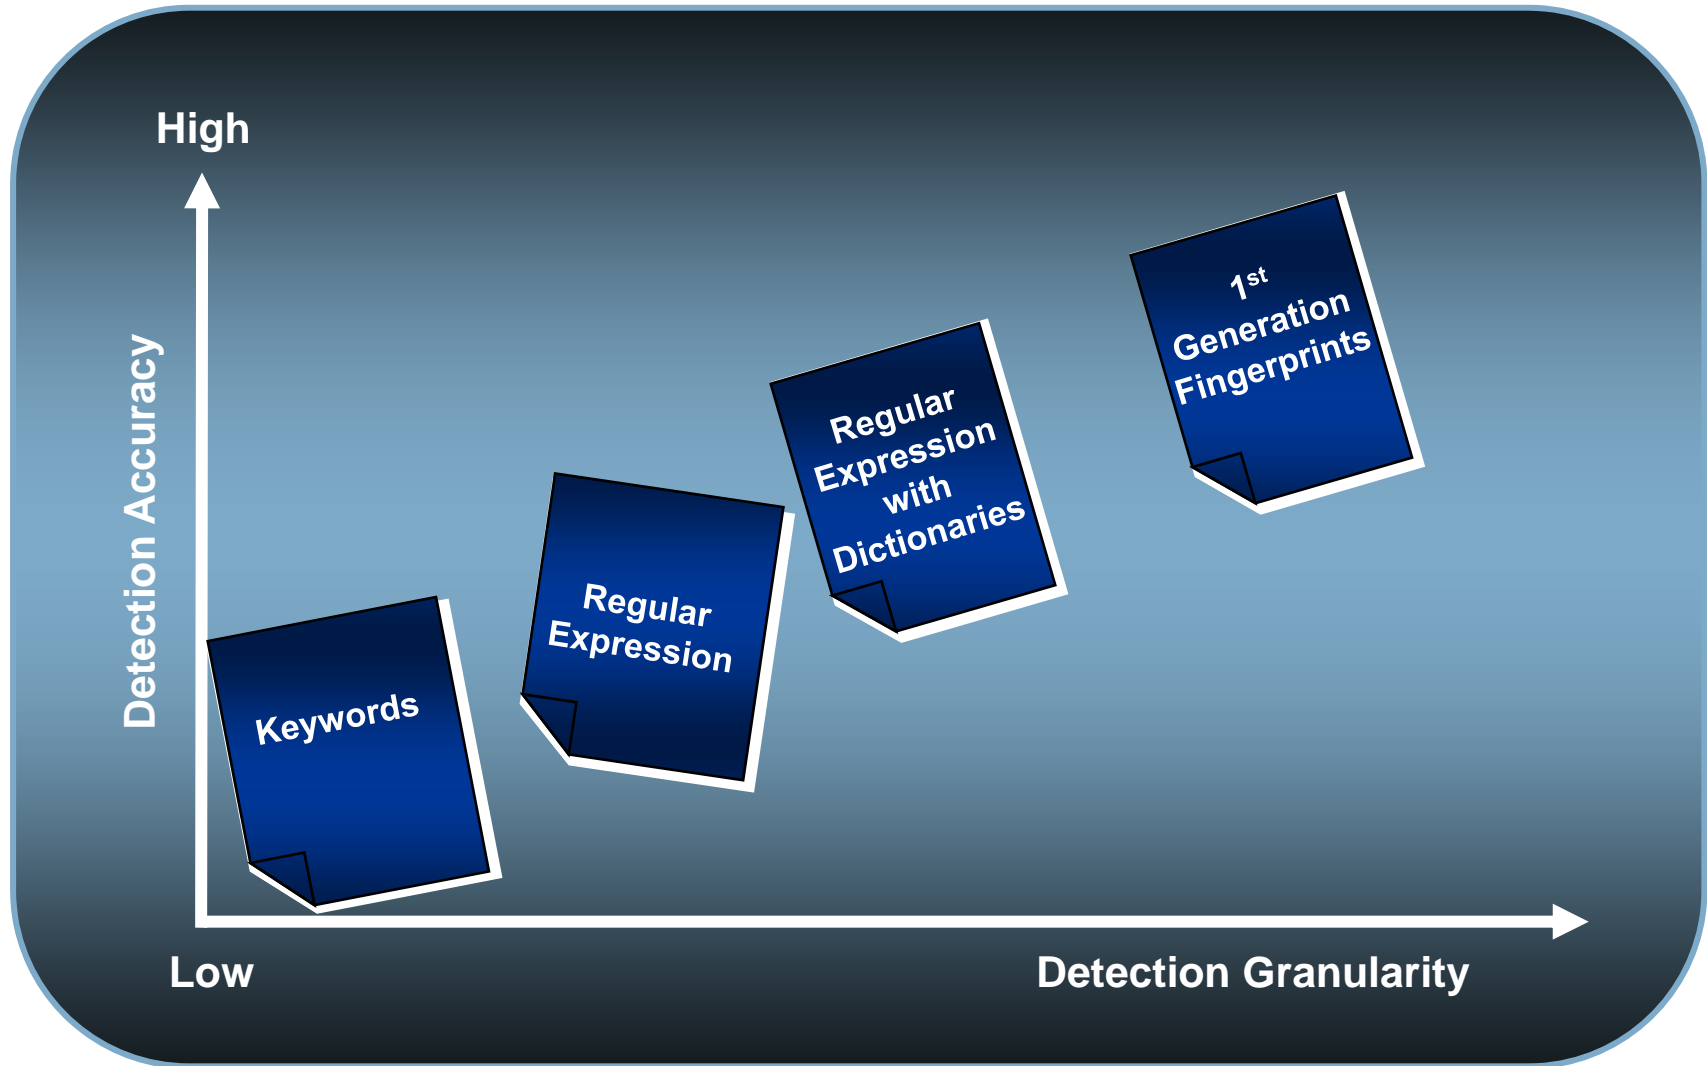 High
Detection Accuracy
Keywords
Regular
Expression
Regular
Expression
with
Dictionaries
1st
Generation
Fingerprints
Low
Detection Granularity